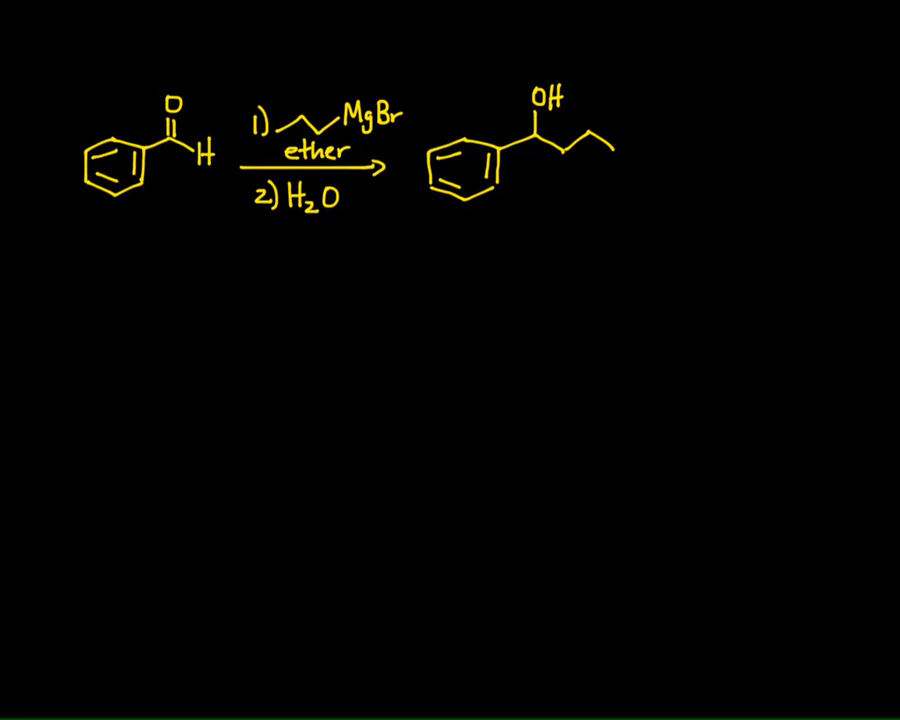 O
H
1) MgBr
ether
2) H₂O
OH